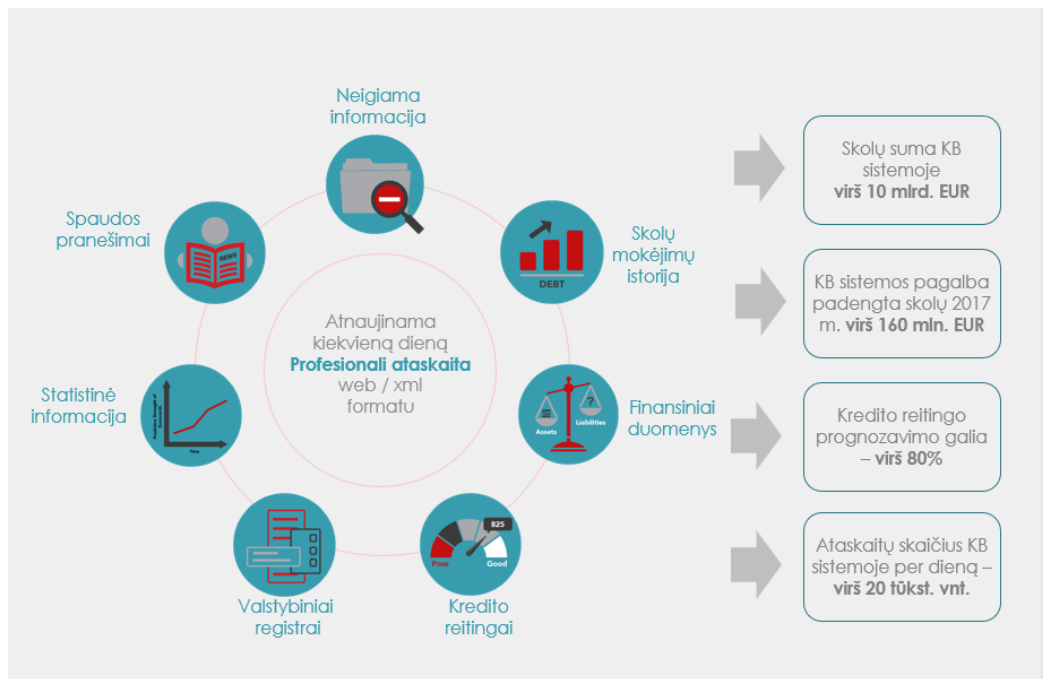 Neigiama
informacija
Spaudos
pranešimai
NEWS
Skolų
mokėjimų
istorija
DEBT
Atnaujinama
kiekvieną dieną
Profesionali ataskaita
web / xml
formatu
Statistinė
informacija
Time
Finansiniai
duomenys
Assets
?
Liabilities
Valstybiniai
registrai
825
Poor
Good
Kredito
reitingai
Skolų suma KB
sistemoje
virš 10 mlrd. EUR
KB sistemos pagalba
padengta skolų 2017
m. virš 160 mln. EUR
Kredito reitingo
prognozavimo galia
– virš 80%
Ataskaitų skaičius KB
sistemoje per dieną –
virš 20 tūkst. vnt.